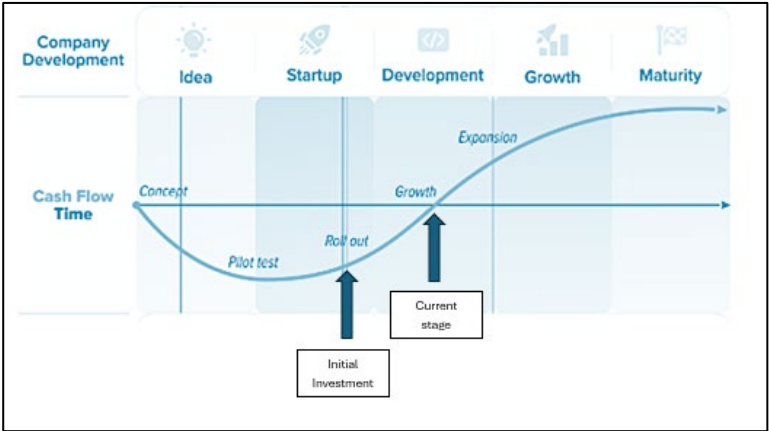 Company
Development
Idea
Startup
Development
Growth
Maturity
Expansion
Concept
Growth
Cash Flow
Time
Roll out
Pilot test
Current
stage
Initial
Investment